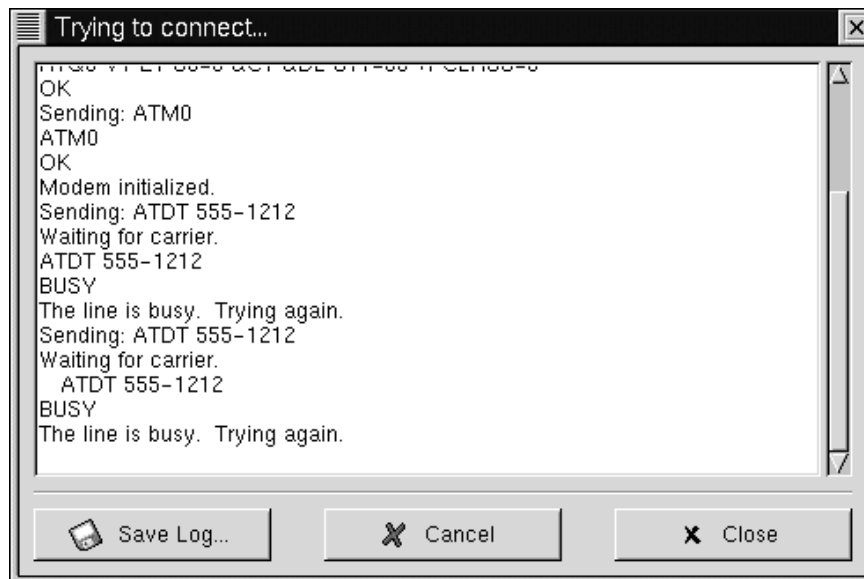 Trying to connect...
OK
Sending: ATM0
ATM0
OK
Modem initialized.
Sending: ATDT 555-1212
Waiting for carrier.
ATDT 555-1212
BUSY
The line is busy.  Trying again.
Sending: ATDT 555-1212
Waiting for carrier.
   ATDT 555-1212
BUSY
The line is busy.  Trying again.
Save Log... Cancel Close